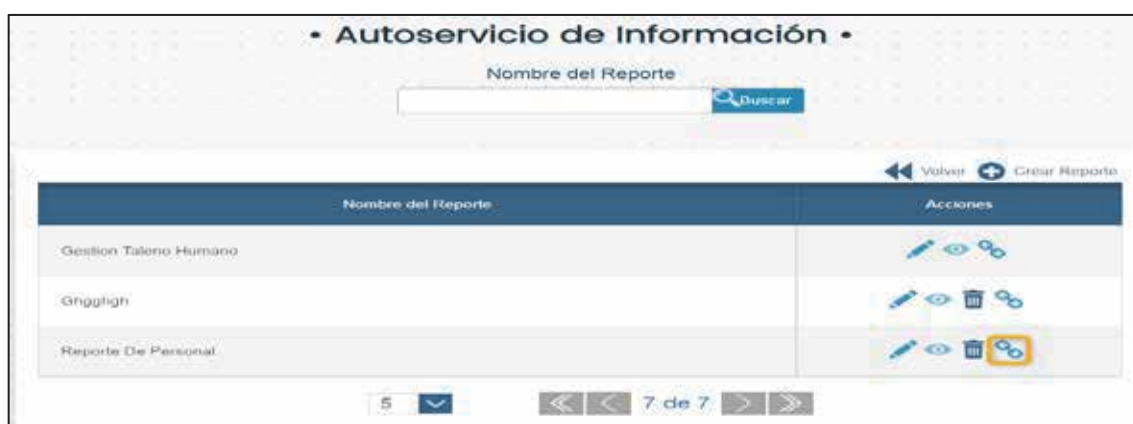 • Autoservicio de Información •
Nombre del Reporte
Buscar
Volver Crear Reporte
Nombre del Reporte Acciones
Gestion Taleno Humano
Ghggligh
Reporte De Personal
5 7 de 7